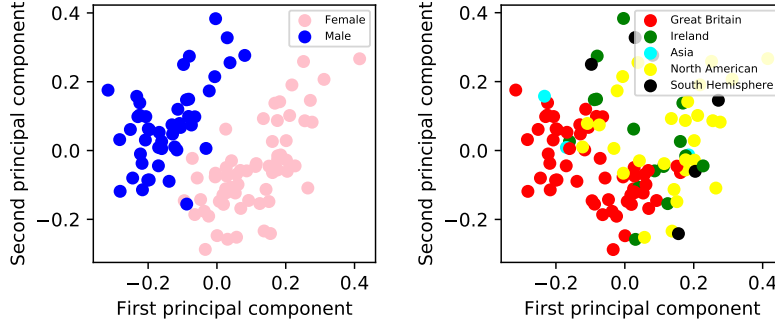 Second principal component
0.4
0.2
0.0
−0.2
−0.2
0.0
0.2
0.4
First principal component
Female
Male
Second principal component
0.4
0.2
0.0
−0.2
−0.2
0.0
0.2
0.4
First principal component
Great Britain
Ireland
Asia
North American
South Hemisphere